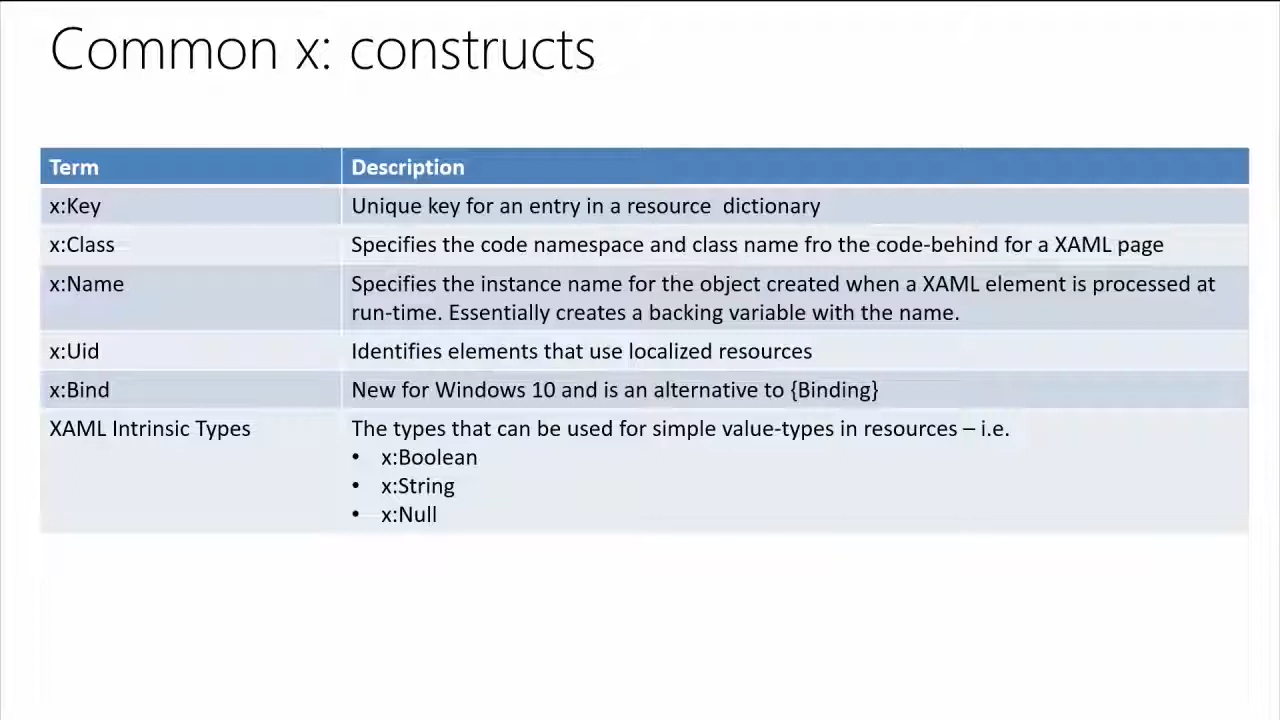 Common x: constructs
Term Description
x:Key Unique key for an entry in a resource  dictionary
x:Class Specifies the code namespace and class name fro the code-behind for a XAML page
x:Name Specifies the instance name for the object created when a XAML element is processed at
run-time. Essentially creates a backing variable with the name.
x:Uid Identifies elements that use localized resources
x:Bind New for Windows 10 and is an alternative to {Binding}
XAML Intrinsic Types The types that can be used for simple value-types in resources – i.e.
• x:Boolean
• x:String
• x:Null